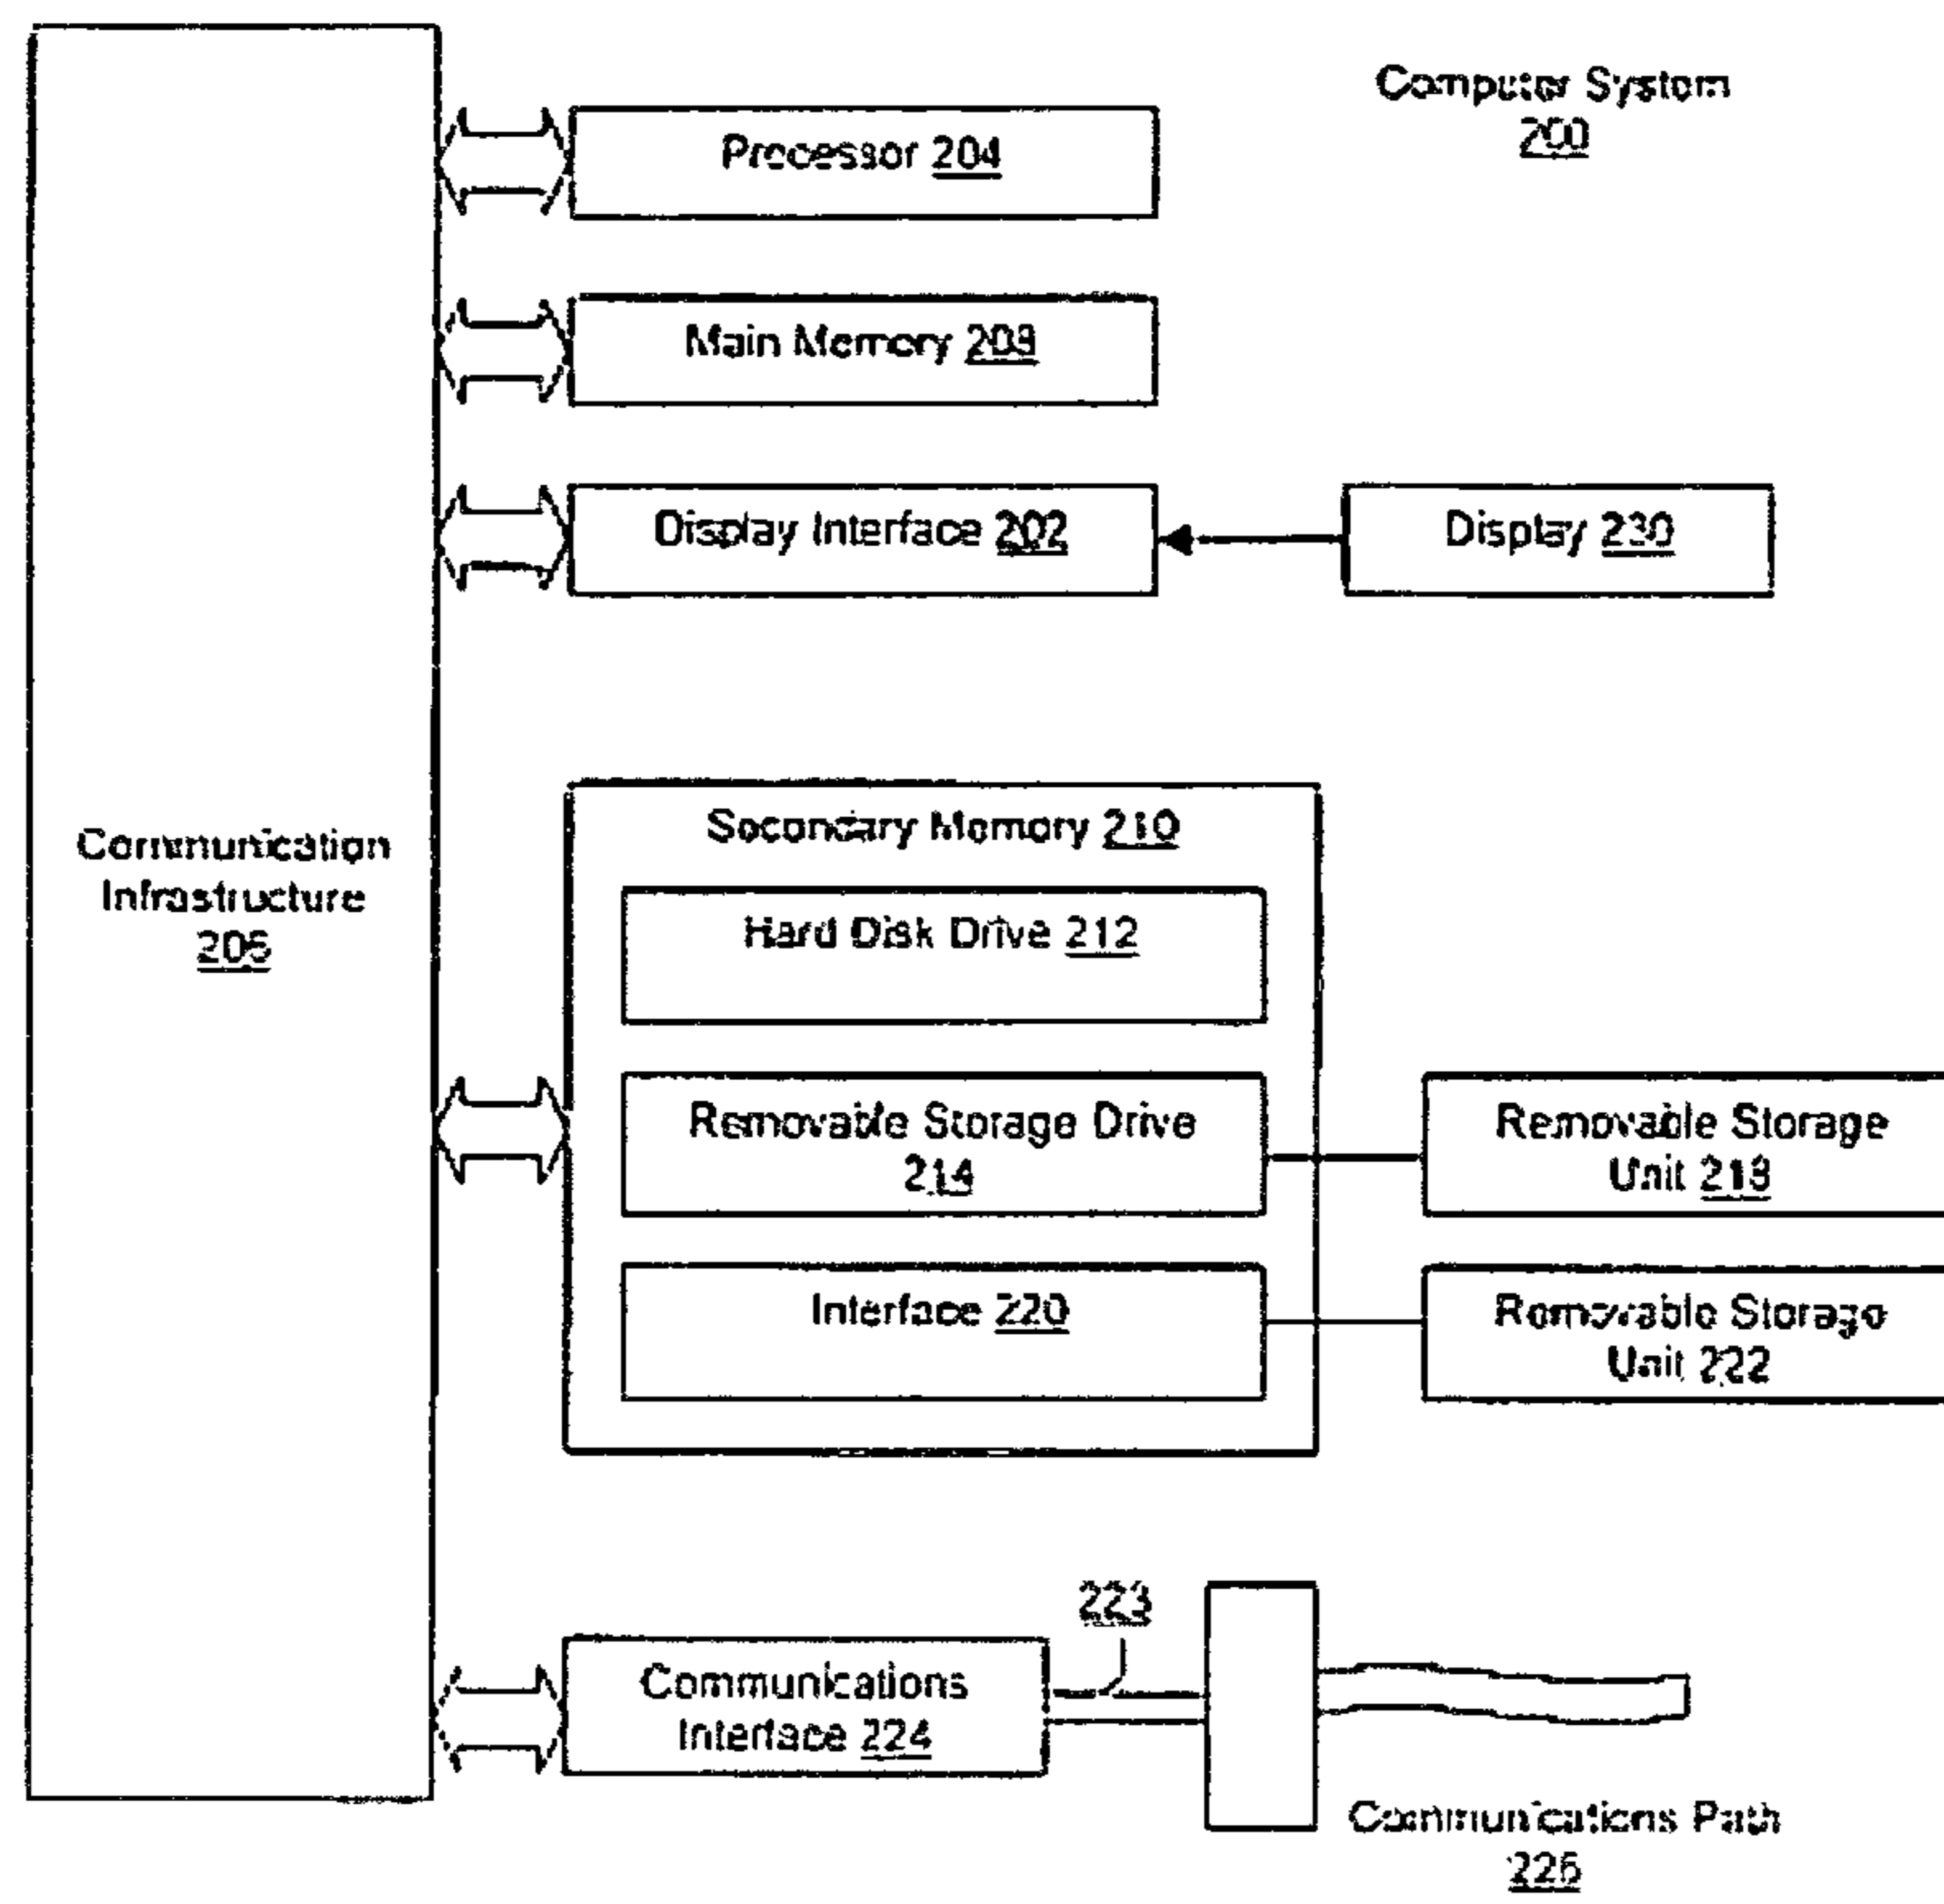 Computer System
200
Processor 204
Main Memory 208
Display Interface 202
Display 230
Communication
Infrastructure
206
Secondary Memory 210
Hard Disk Drive 212
Removable Storage Drive
214
Removable Storage
Unit 218
Interface 220
Removable Storage
Unit 222
223
Communications
Interface 224
Communications Path
226